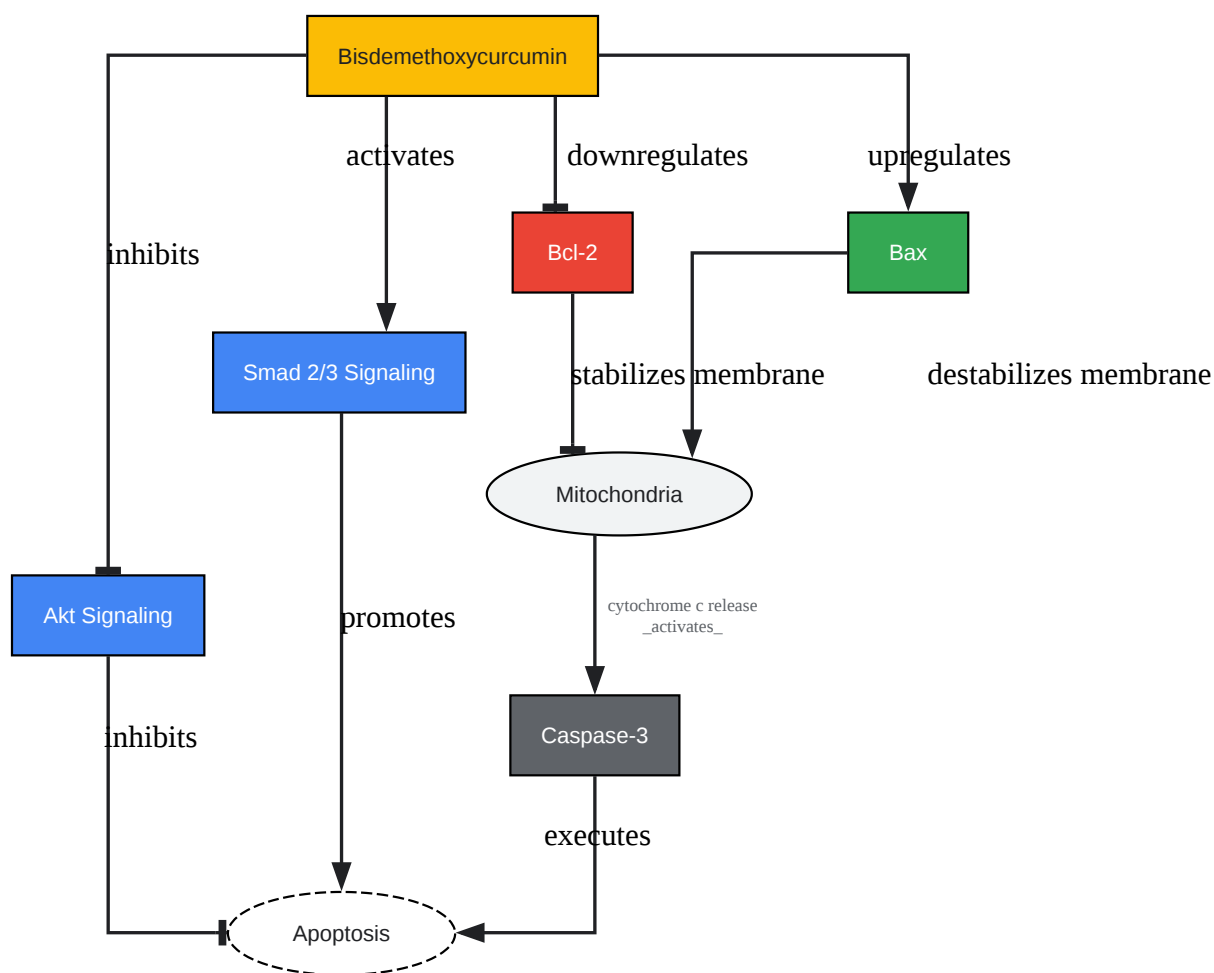 Bisdemethoxycurcumin
activates
downregulates
upregulates
inhibits
Bcl-2
Bax
Smad 2/3 Signaling
stabilizes membrane
destabilizes membrane
Mitochondria
Akt Signaling
promotes
cytochrome c release
_activates_
inhibits
Caspase-3
executes
Apoptosis